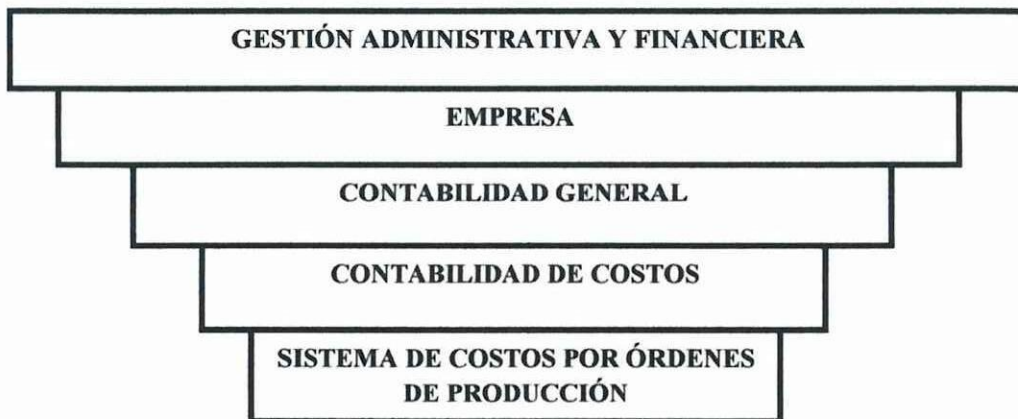 GESTIÓN ADMINISTRATIVA Y FINANCIERA
EMPRESA
CONTABILIDAD GENERAL
CONTABILIDAD DE COSTOS
SISTEMA DE COSTOS POR ÓRDENES
DE PRODUCCIÓN